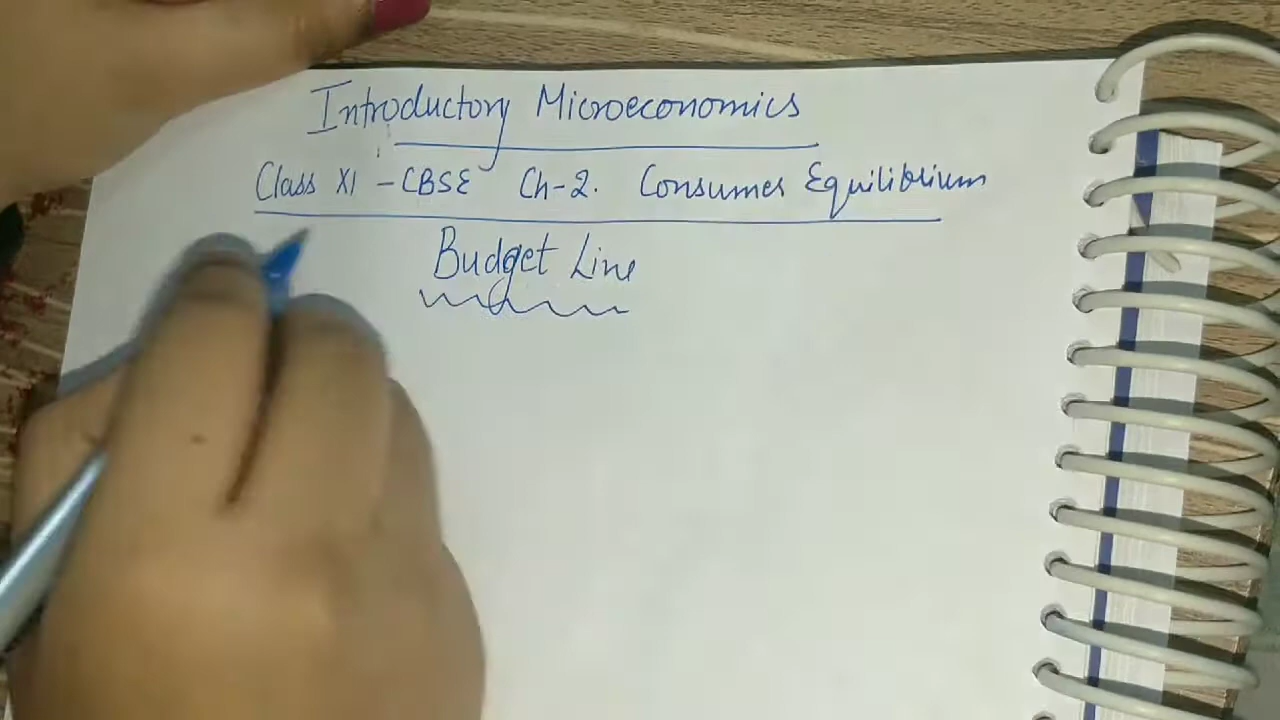 Introductory Microeconomics
Class XI - CBSE Ch-2. Consumer Equilibrium
Budget Line